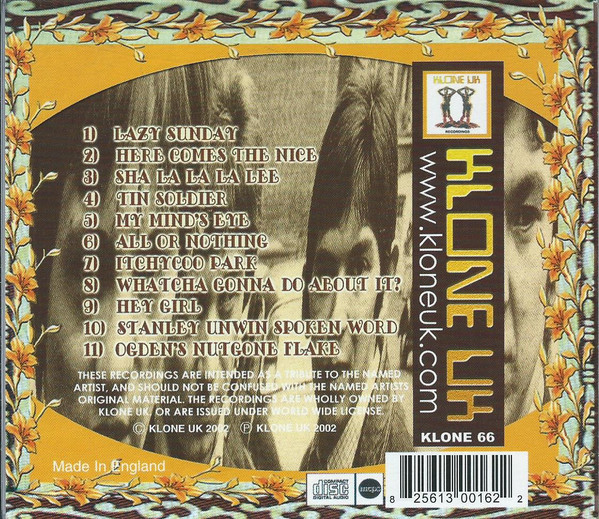 KLONE UK
RECORDINGS
KLONE UK
www.kloneuk.com
KLONE 66
1) LAZY SUNDAY
2) HERE COMES THE NICE
3) SHA LA LA LA LEE
4) TIN SOLDIER
5) MY MIND'S EYE
6) ALL OR NOTHING
7) ITCHYCOO PARK
8) WHATCHA GONNA DO ABOUT IT?
9) HEY GIRL
10) STANLEY UNWIN SPOKEN WORD
11) OGDEN'S NUTGONE FLAKE
THESE RECORDINGS ARE INTENDED AS A TRIBUTE TO THE NAMED
ARTIST, AND SHOULD NOT BE CONFUSED WITH THE NAMED ARTISTS
ORIGINAL MATERIAL. THE RECORDINGS ARE WHOLLY OWNED BY
KLONE UK. OR ARE ISSUED UNDER WORLD WIDE LICENSE.
© KLONE UK 2002 ℗ KLONE UK 2002
Made In England
COMPACT
disc
DIGITAL AUDIO
mcps
8 25613 00162 2